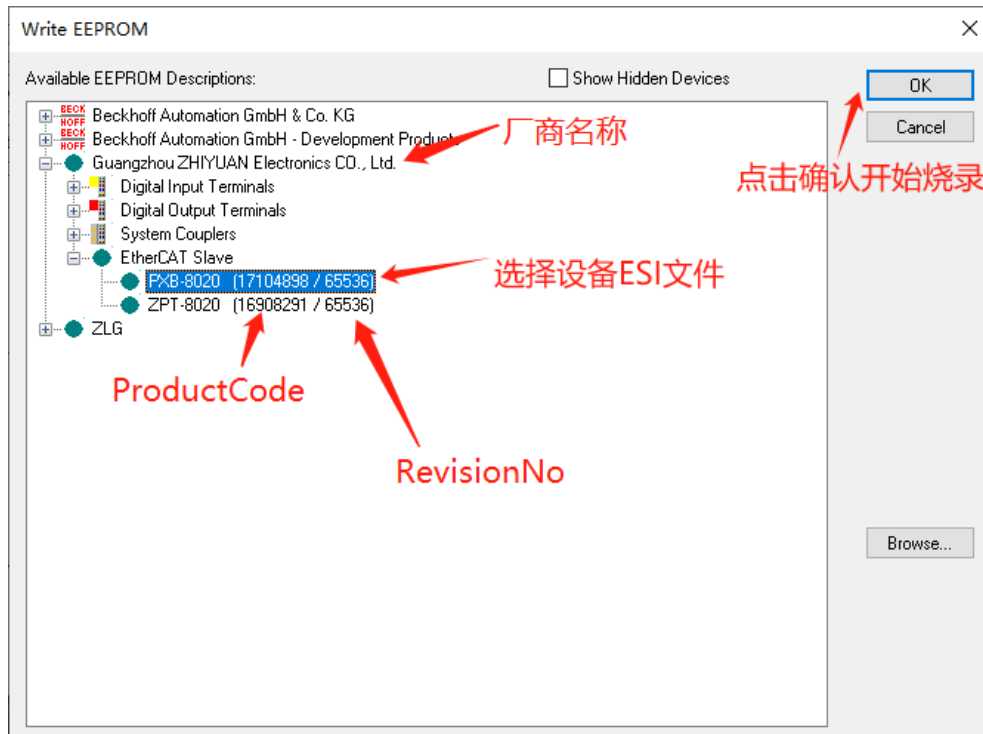 Write EEPROM
Available EEPROM Descriptions:
Show Hidden Devices
OK
Cancel
BECK
HOFF
Beckhoff Automation GmbH & Co. KG
BECK
HOFF
Beckhoff Automation GmbH - Development Products
厂商名称
Guangzhou ZHIYUAN Electronics CO., Ltd.
点击确认开始烧录
Digital Input Terminals
Digital Output Terminals
System Couplers
EtherCAT Slave
PXB-8020 (17104898 / 65536)
选择设备ESI文件
ZPT-8020 (16908291 / 65536)
ZLG
ProductCode
RevisionNo
Browse...